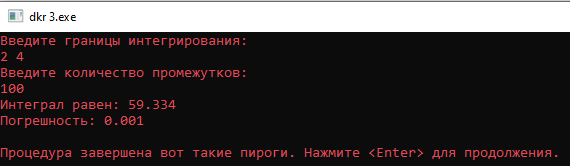 dkr 3.exe
Введите границы интегрирования:
2 4
Введите количество промежутков:
100
Интеграл равен: 59.334
Погрешность: 0.001
Процедура завершена вот такие пироги. Нажмите <Enter> для продолжения.